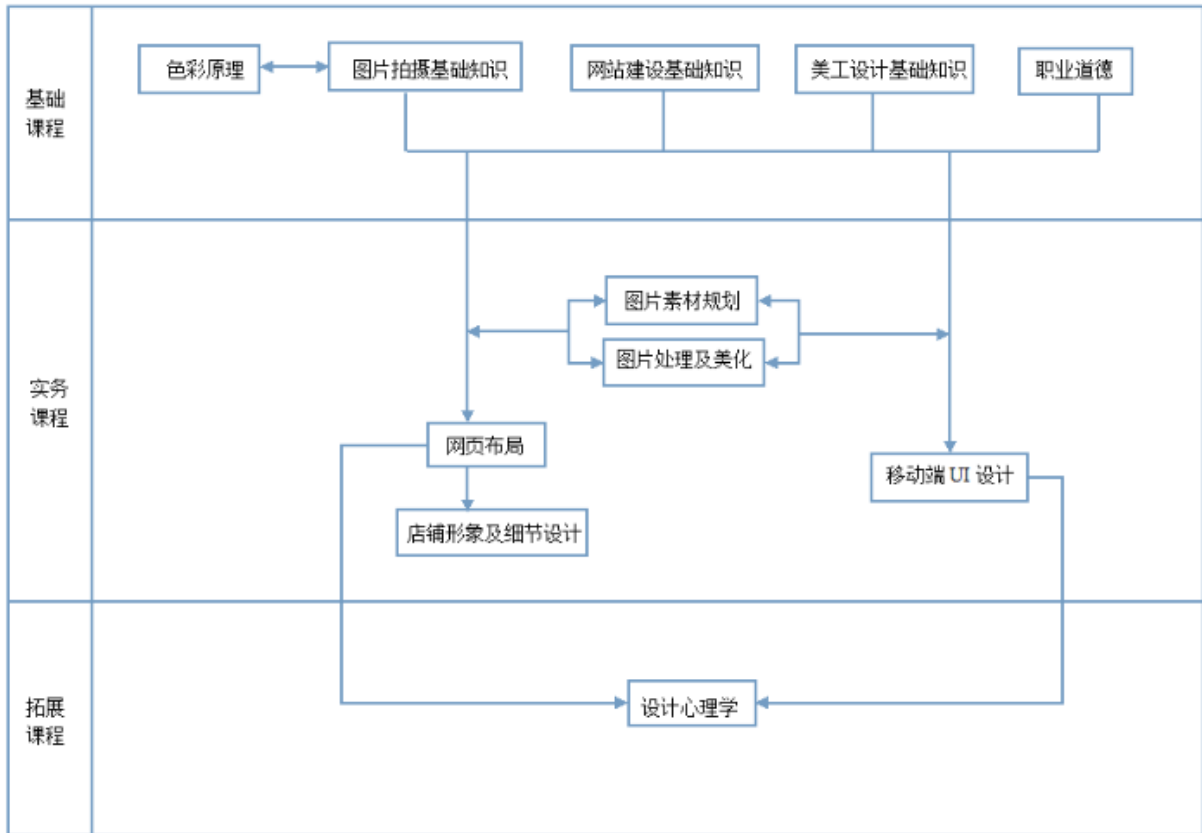 基础
课程
色彩原理
图片拍摄基础知识
网站建设基础知识
美工设计基础知识
职业道德
实务
课程
图片素材规划
图片处理及美化
网页布局
移动端 UI 设计
店铺形象及细节设计
拓展
课程
设计心理学